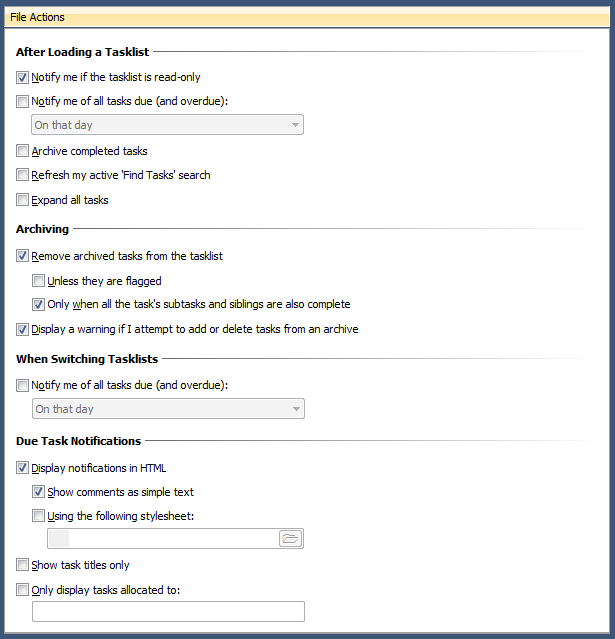 File Actions
After Loading a Tasklist
Notify me if the tasklist is read-only
Notify me of all tasks due (and overdue):
On that day
Archive completed tasks
Refresh my active 'Find Tasks' search
Expand all tasks
Archiving
Remove archived tasks from the tasklist
Unless they are flagged
Only when all the task's subtasks and siblings are also complete
Display a warning if I attempt to add or delete tasks from an archive
When Switching Tasklists
Notify me of all tasks due (and overdue):
On that day
Due Task Notifications
Display notifications in HTML
Show comments as simple text
Using the following stylesheet:
Show task titles only
Only display tasks allocated to: